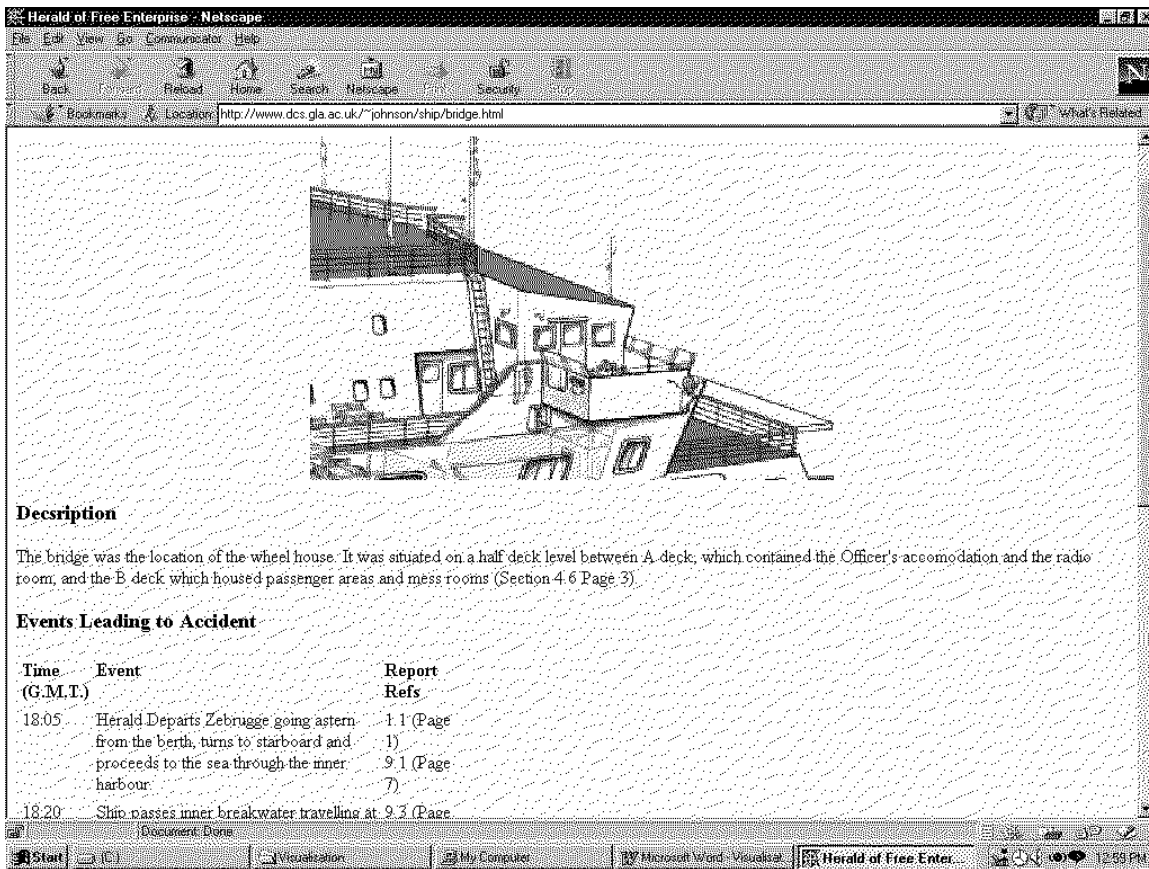 Herald of Free Enterprise - Netscape
File Edit View Go Communicator Help
Back Forward Reload Home Search Netscape Print Security Stop
Bookmarks Location: http://www.dcs.gla.ac.uk/~johnson/ship/bridge.html What's Related
Decsription
The bridge was the location of the wheel house. It was situated on a half deck level between A deck, which contained the Officer's accomodation and the radio
room, and the B deck which housed passenger areas and mess rooms (Section 4.6 Page 3).
Events Leading to Accident
Time Event Report
(G.M.T.) Refs
18:05 Herald Departs Zebrugge going astern 1.1 (Page
from the berth, turns to starboard and 1)
proceeds to the sea through the inner 9.1 (Page
harbour. 7)
18:20 Ship passes inner breakwater travelling at 9.3 (Page
Document: Done
Start (C:) Visualisation My Computer Microsoft Word - Visualisat... Herald of Free Enter... 12:59 PM